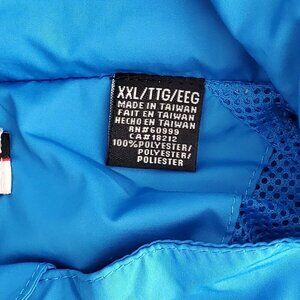 XXL/TTG/EEG
MADE IN TAIWAN
FAIT EN TAIWAN
HECHO EN TAIWAN
RN#60999
CA#18212
100%POLYESTER/
POLYESTER/
POLIESTER